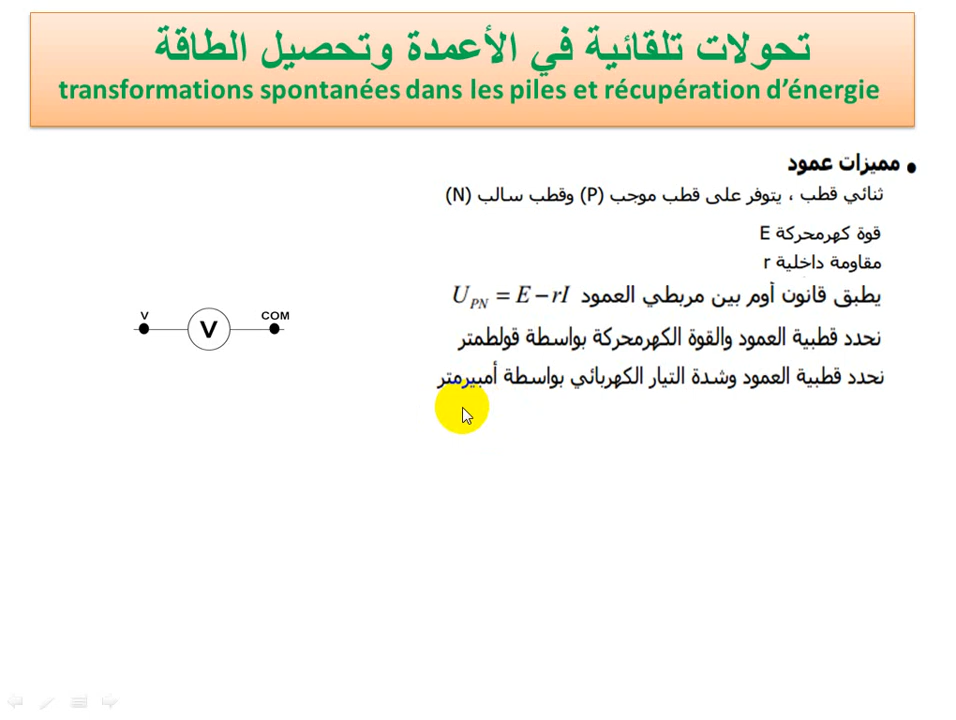 تحولات تلقائية في الأعمدة وتحصيل الطاقة
transformations spontanées dans les piles et récupération d'énergie
• مميزات عمود
ثنائي قطب ، يتوفر على قطب موجب (P) وقطب سالب (N)
قوة كهرمحركة E
مقاومة داخلية r
يطبق قانون أوم بين مربطي العمود U_PN = E – rI
نحدد قطبية العمود والقوة الكهرمحركة بواسطة ڤولطمتر
نحدد قطبية العمود وشدة التيار الكهربائي بواسطة أمبيرمتر
V COM
V